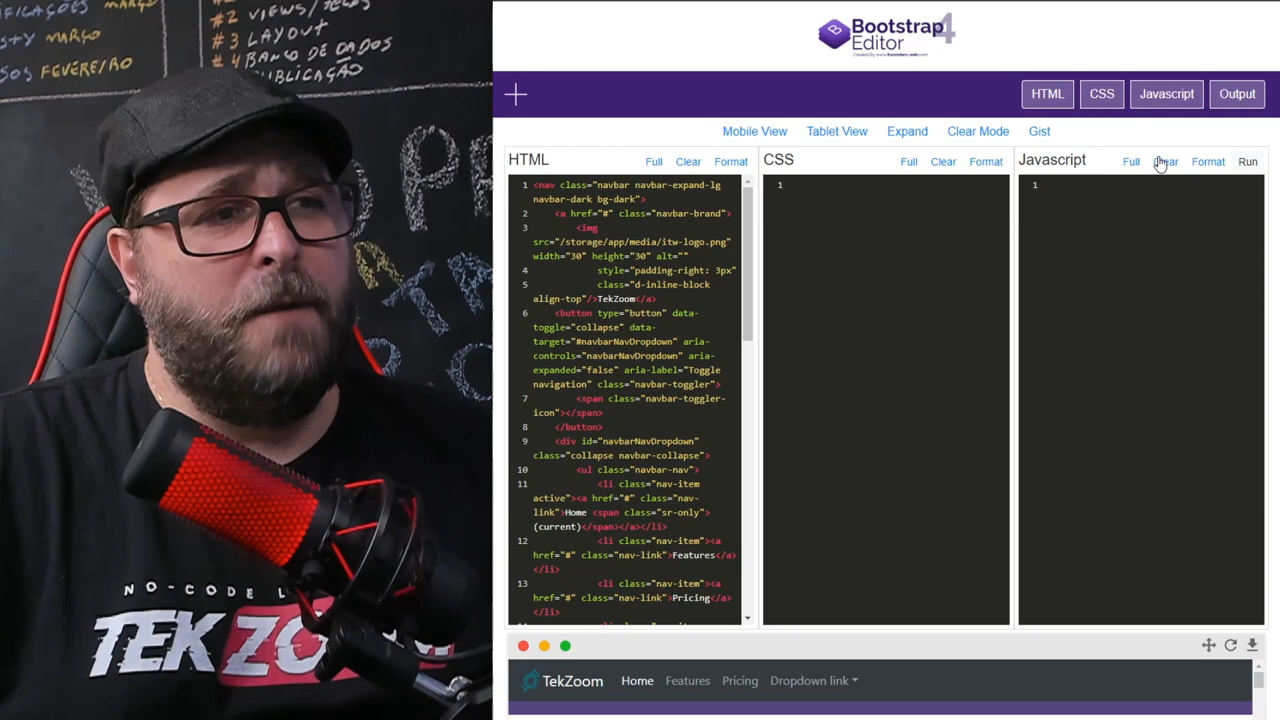 IFICAÇÕES MARÇO
STY MARÇO
SOS FEVEREIRO
#2 VIEWS/TELAS
#3 LAYOUT
#4 BANCO DE DADOS
PUBLICAÇÃO
NO-CODE L
TEKZO
Bootstrap 4
Editor
HTML CSS Javascript Output
Mobile View Tablet View Expand Clear Mode Gist
HTML Full Clear Format
1 <nav class="navbar navbar-expand-lg
navbar-dark bg-dark">
2 <a href="#" class="navbar-brand">
3 <img
src="/storage/app/media/itw-logo.png"
width="30" height="30" alt=""
4 style="padding-right: 3px"
5 class="d-inline-block
align-top"/>TekZoom</a>
6 <button type="button" data-
toggle="collapse" data-
target="#navbarNavDropdown" aria-
controls="navbarNavDropdown" aria-
expanded="false" aria-label="Toggle
navigation" class="navbar-toggler">
7 <span class="navbar-toggler-
icon"></span>
8 </button>
9 <div id="navbarNavDropdown"
class="collapse navbar-collapse">
10 <ul class="navbar-nav">
11 <li class="nav-item
active"><a href="#" class="nav-
link">Home <span class="sr-only">
(current)</span></a></li>
12 <li class="nav-item"><a
href="#" class="nav-link">Features</a>
</li>
13 <li class="nav-item"><a
href="#" class="nav-link">Pricing</a>
</li>
CSS Full Clear Format
1
Javascript Full Clear Format Run
1
TekZoom Home Features Pricing Dropdown link